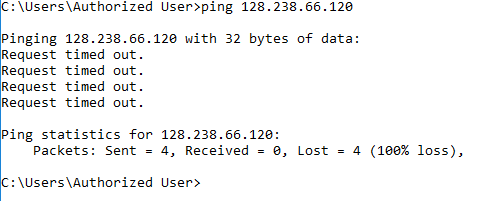 C:\Users\Authorized User>ping 128.238.66.120
Pinging 128.238.66.120 with 32 bytes of data:
Request timed out.
Request timed out.
Request timed out.
Request timed out.
Ping statistics for 128.238.66.120:
    Packets: Sent = 4, Received = 0, Lost = 4 (100% loss),
C:\Users\Authorized User>